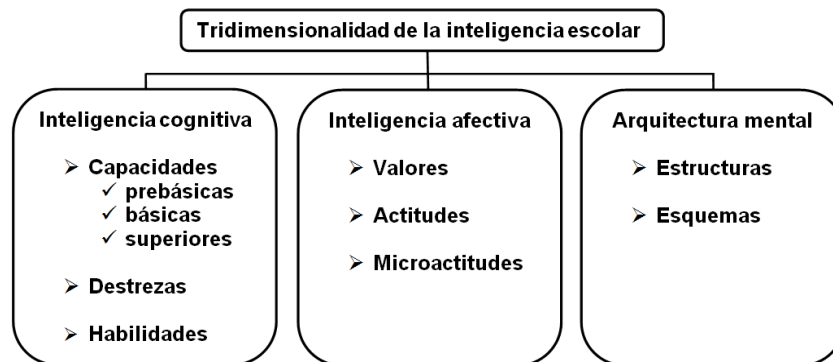 Tridimensionalidad de la inteligencia escolar
Inteligencia cognitiva
➢ Capacidades
✓ prebásicas
✓ básicas
✓ superiores
➢ Destrezas
➢ Habilidades
Inteligencia afectiva
➢ Valores
➢ Actitudes
➢ Microactitudes
Arquitectura mental
➢ Estructuras
➢ Esquemas